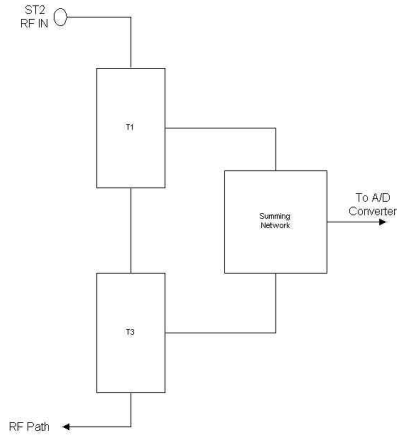 ST2
RF IN
T1
Summing
Network
To A/D
Converter
T3
RF Path